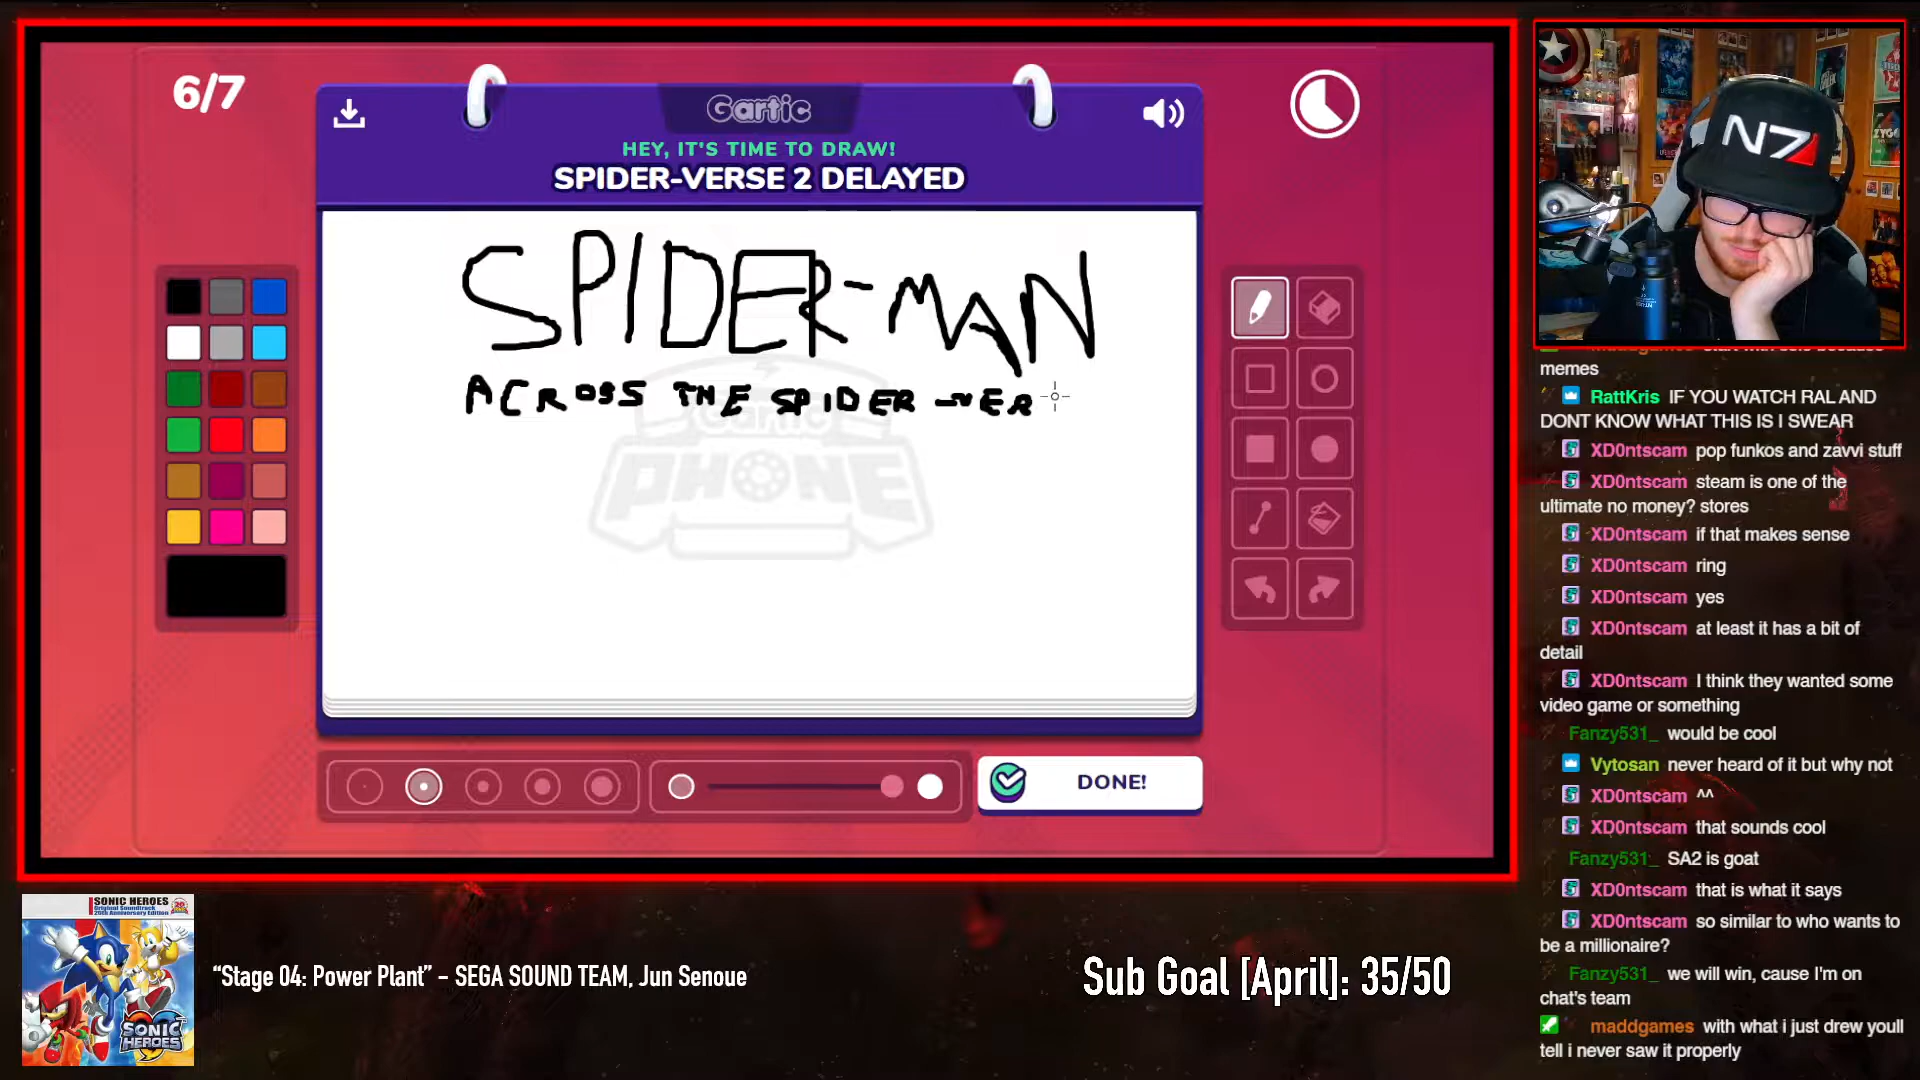 6/7
Gartic
HEY, IT'S TIME TO DRAW!
SPIDER-VERSE 2 DELAYED
SPIDER-MAN
ACROSS THE SPIDER-VER
Gartic
PHONE
DONE!
N7
memes
RattKris IF YOU WATCH RAL AND
DONT KNOW WHAT THIS IS I SWEAR
XD0ntscam pop funkos and zavvi stuff
XD0ntscam steam is one of the
ultimate no money? stores
XD0ntscam if that makes sense
XD0ntscam ring
XD0ntscam yes
XD0ntscam at least it has a bit of
detail
XD0ntscam I think they wanted some
video game or something
Fanzy531_ would be cool
Vytosan never heard of it but why not
XD0ntscam ^^
XD0ntscam that sounds cool
Fanzy531_ SA2 is goat
XD0ntscam that is what it says
XD0ntscam so similar to who wants to
be a millionaire?
Fanzy531_ we will win, cause I'm on
chat's team
maddgames with what i just drew youll
tell i never saw it properly
SONIC HEROES
Original Soundtrack
20th Anniversary Edition
SONIC
HEROES
“Stage 04: Power Plant” - SEGA SOUND TEAM, Jun Senoue
Sub Goal [April]: 35/50